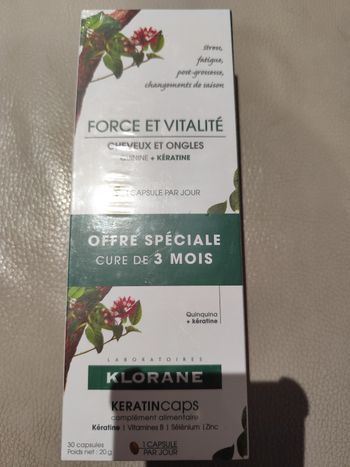 stress,
fatigue,
post-grossesse,
changements de saison
FORCE ET VITALITÉ
CHEVEUX ET ONGLES
QUININE + KÉRATINE
1 CAPSULE PAR JOUR
OFFRE SPÉCIALE
CURE DE 3 MOIS
Quinquina
+ kératine
LABORATOIRES
KLORANE
KERATINcaps
complément alimentaire
Kératine | Vitamines B | Sélénium | Zinc
30 capsules
Poids net : 20 g
1 CAPSULE
PAR JOUR